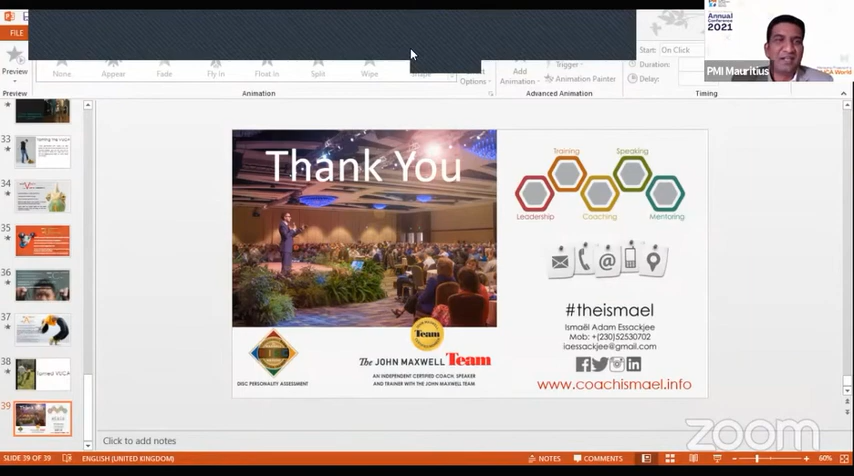 FILE
Preview
None
Appear
Fly In
Float In
Split
Wipe
Shape
Options
Add
Animation
Trigger
Animation Painter
Start: On Click
Duration:
Delay:
Preview
Animation
Advanced Animation
Timing
Annual
Conference
2021
PMI Mauritius
33
34
35
36
37
38
39
Thank You
Training
Speaking
Leadership
Coaching
Mentoring
#theismael
Ismaël Adam Essackjee
Mob: +(230)52530702
iaessackjee@gmail.com
www.coachismael.info
DISC PERSONALITY ASSESSMENT
Team
The JOHN MAXWELL Team
AN INDEPENDENT CERTIFIED COACH, SPEAKER
AND TRAINER WITH THE JOHN MAXWELL TEAM
zoom
Click to add notes
SLIDE 39 OF 39
ENGLISH (UNITED KINGDOM)
NOTES
COMMENTS
60%